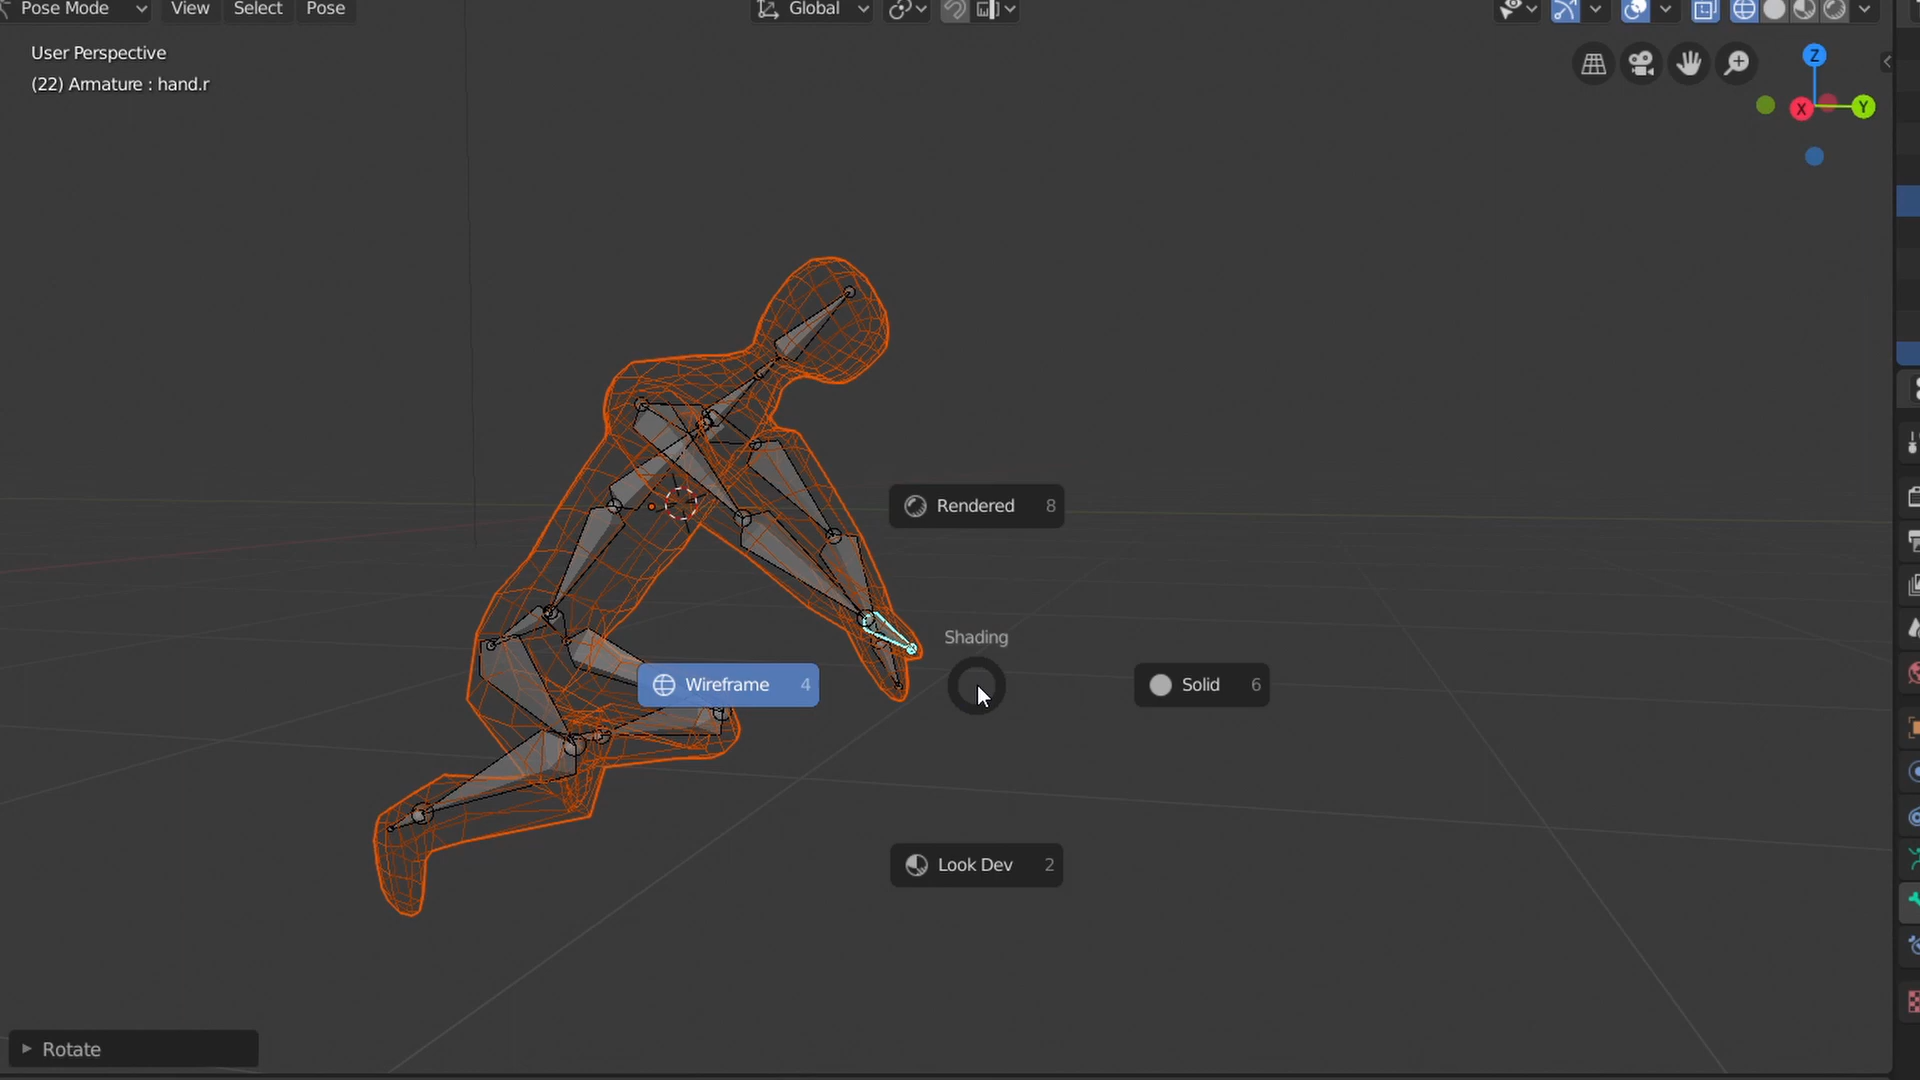 Pose Mode View Select Pose Global
User Perspective
(22) Armature : hand.r
Z
X Y
Rendered 8
Shading
Wireframe 4
Solid 6
Look Dev 2
Rotate